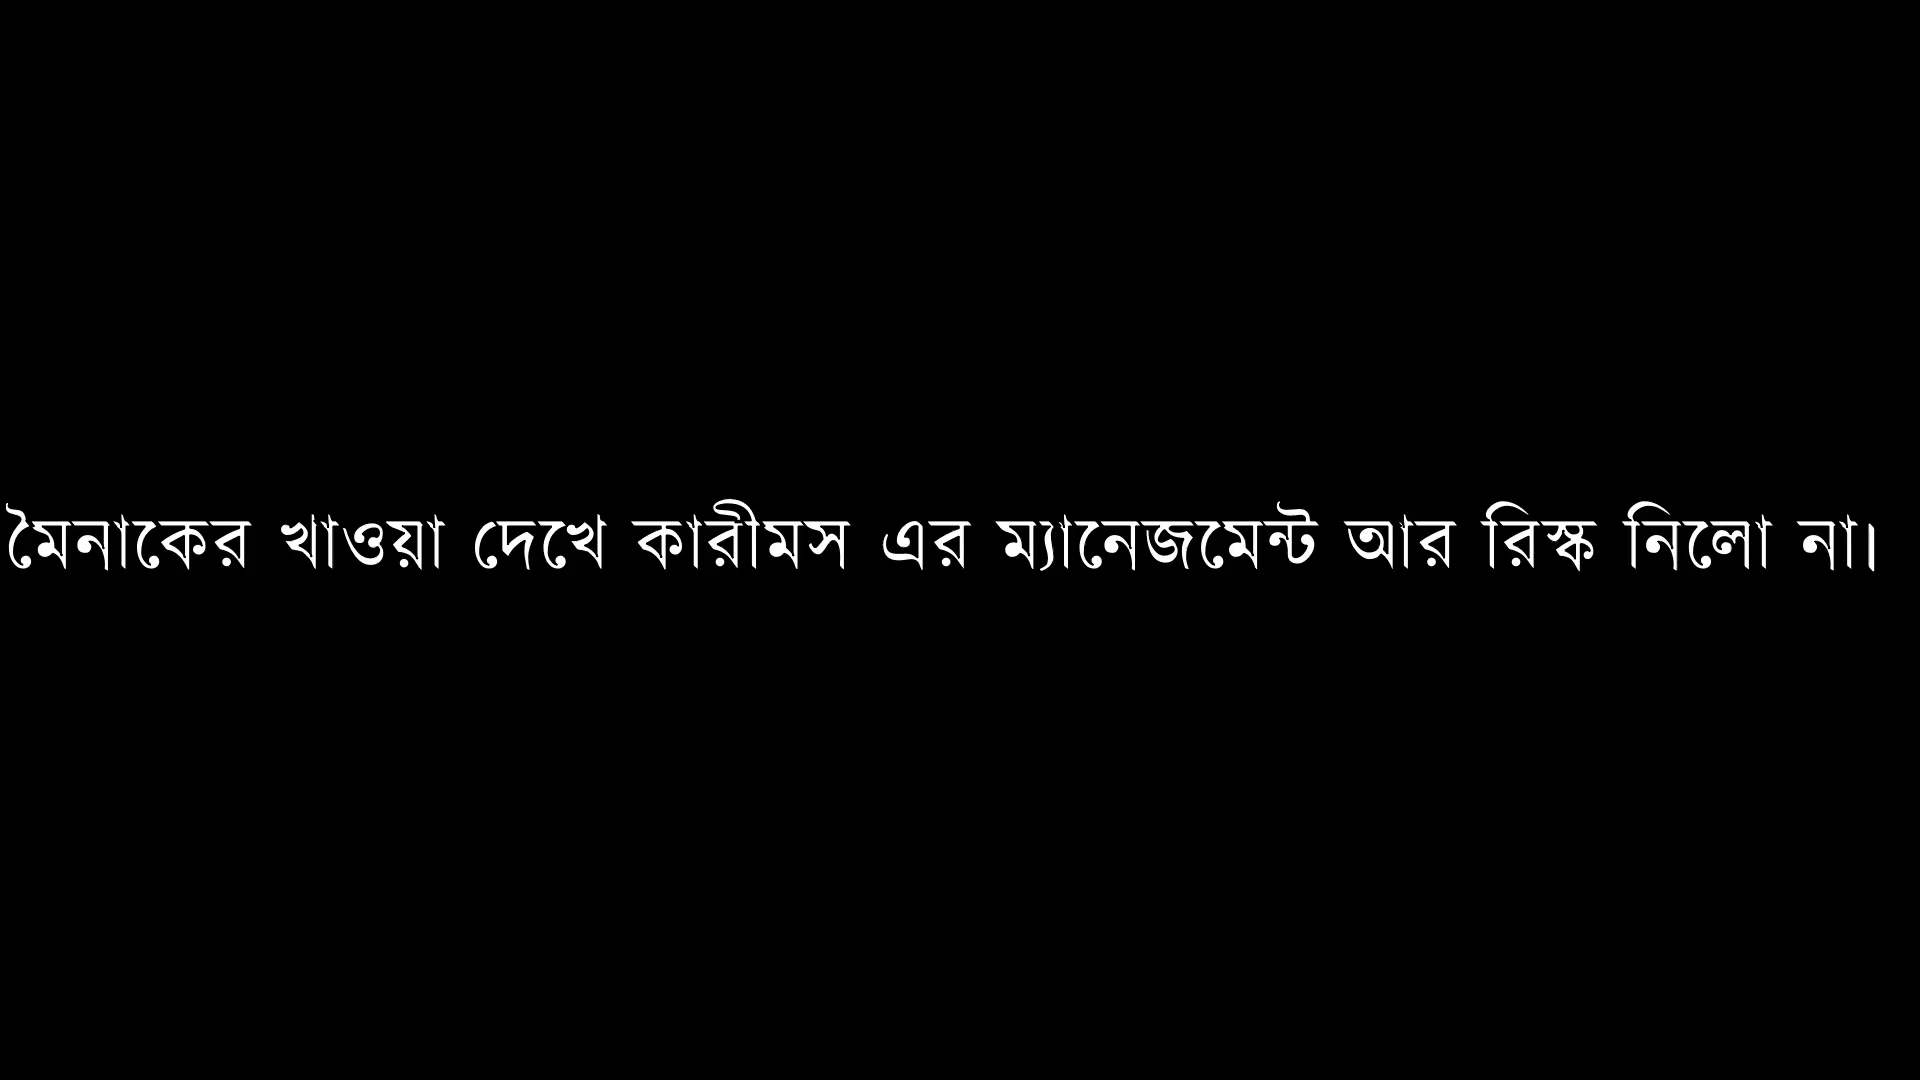 মৈনাকের খাওয়া দেখে কারীমস এর ম্যানেজমেন্ট আর রিস্ক নিলো না।